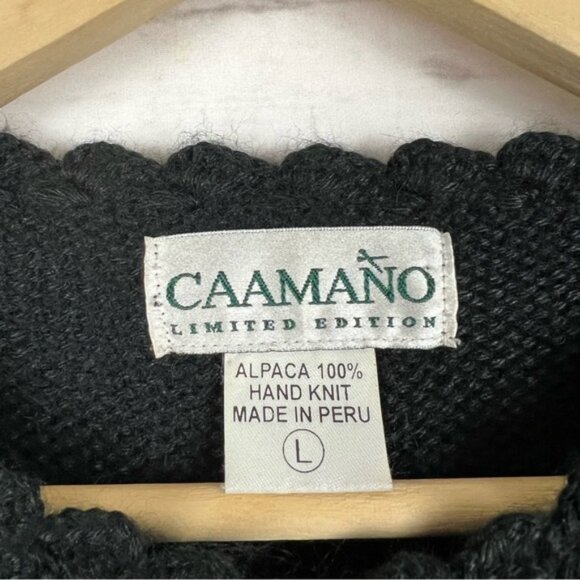 CAAMAÑO
LIMITED EDITION
ALPACA 100%
HAND KNIT
MADE IN PERU
L